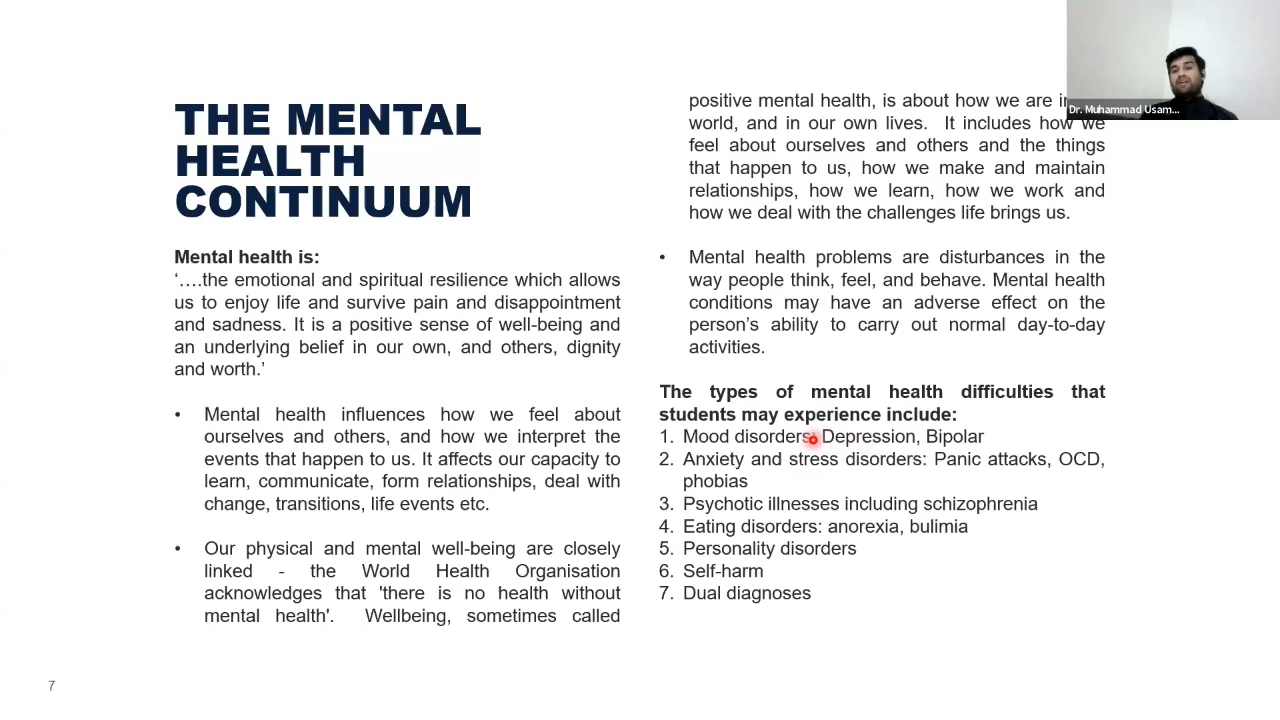 THE MENTAL
HEALTH
CONTINUUM
Mental health is:
‘….the emotional and spiritual resilience which allows
us to enjoy life and survive pain and disappointment
and sadness. It is a positive sense of well-being and
an underlying belief in our own, and others, dignity
and worth.’
• Mental health influences how we feel about
ourselves and others, and how we interpret the
events that happen to us. It affects our capacity to
learn, communicate, form relationships, deal with
change, transitions, life events etc.
• Our physical and mental well-being are closely
linked - the World Health Organisation
acknowledges that 'there is no health without
mental health'. Wellbeing, sometimes called
positive mental health, is about how we are
world, and in our own lives. It includes how we
feel about ourselves and others and the things
that happen to us, how we make and maintain
relationships, how we learn, how we work and
how we deal with the challenges life brings us.
• Mental health problems are disturbances in the
way people think, feel, and behave. Mental health
conditions may have an adverse effect on the
person’s ability to carry out normal day-to-day
activities.
The types of mental health difficulties that
students may experience include:
1. Mood disorders: Depression, Bipolar
2. Anxiety and stress disorders: Panic attacks, OCD,
phobias
3. Psychotic illnesses including schizophrenia
4. Eating disorders: anorexia, bulimia
5. Personality disorders
6. Self-harm
7. Dual diagnoses
Dr. Muhammad Usam...
7